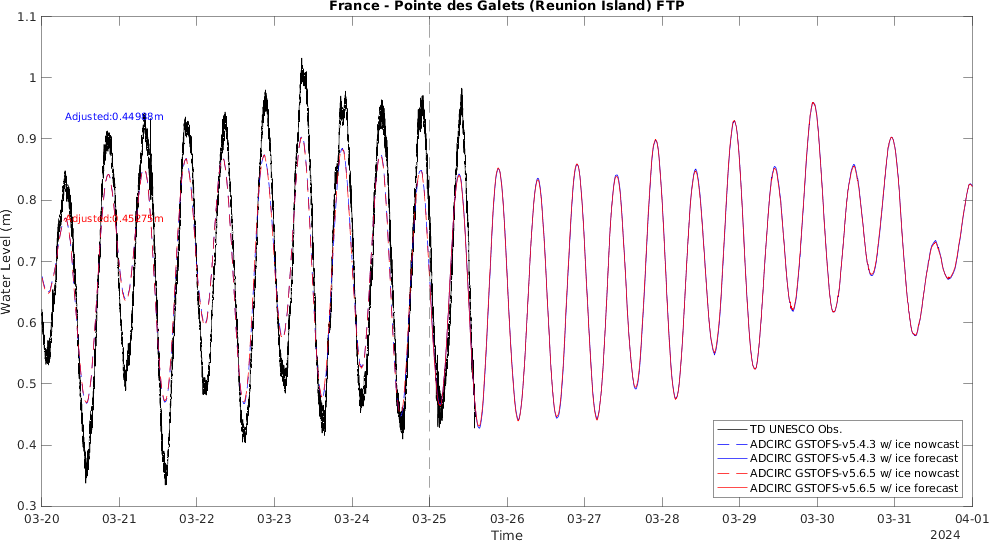 France - Pointe des Galets (Reunion Island) FTP
1.1
1
0.9
0.8
0.7
0.6
0.5
0.4
0.3
Water Level (m)
Adjusted:0.44988m
Adjusted:0.45275m
TD UNESCO Obs.
ADCIRC GSTOFS-v5.4.3 w/ ice nowcast
ADCIRC GSTOFS-v5.4.3 w/ ice forecast
ADCIRC GSTOFS-v5.6.5 w/ ice nowcast
ADCIRC GSTOFS-v5.6.5 w/ ice forecast
03-20 03-21 03-22 03-23 03-24 03-25 03-26 03-27 03-28 03-29 03-30 03-31 04-01
Time
2024